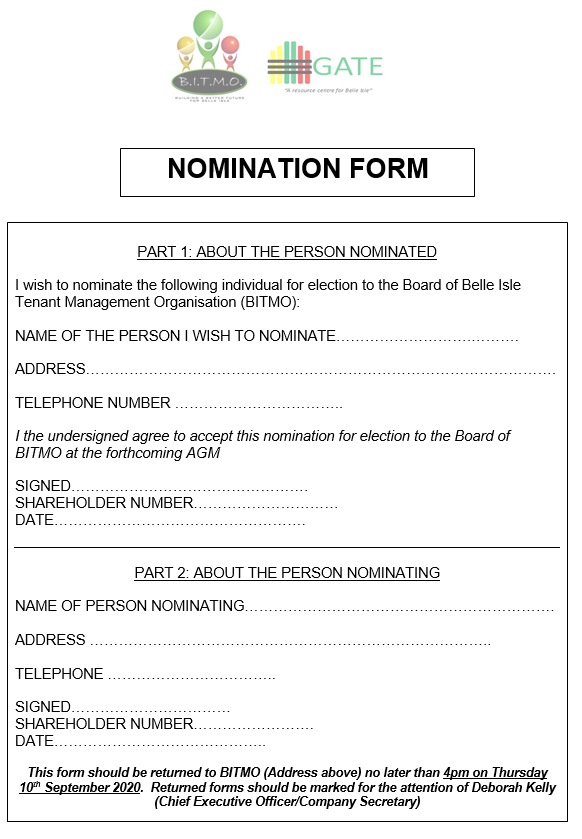 B.I.T.M.O.
BUILDING A BETTER FUTURE
FOR BELLE ISLE
GATE
"A resource centre for Belle Isle"
NOMINATION FORM
PART 1: ABOUT THE PERSON NOMINATED
I wish to nominate the following individual for election to the Board of Belle Isle
Tenant Management Organisation (BITMO):
NAME OF THE PERSON I WISH TO NOMINATE…………………………….
ADDRESS…………………………………………………………………………….
TELEPHONE NUMBER ……………………………..
I the undersigned agree to accept this nomination for election to the Board of
BITMO at the forthcoming AGM
SIGNED……………………………………….
SHAREHOLDER NUMBER………………………
DATE…………………………………………….
PART 2: ABOUT THE PERSON NOMINATING
NAME OF PERSON NOMINATING…………………………………………………….
ADDRESS …………………………………………………………………..
TELEPHONE …………………………..
SIGNED…………………………
SHAREHOLDER NUMBER………………….
DATE…………………………………..
This form should be returned to BITMO (Address above) no later than 4pm on Thursday
10th September 2020. Returned forms should be marked for the attention of Deborah Kelly
(Chief Executive Officer/Company Secretary)